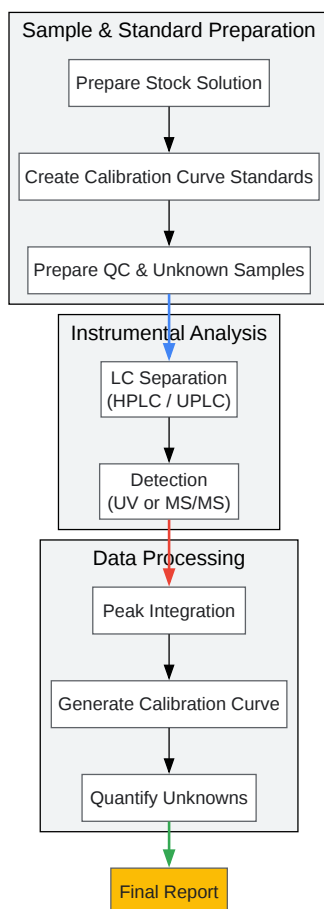 Sample & Standard Preparation
Prepare Stock Solution
Create Calibration Curve Standards
Prepare QC & Unknown Samples
Instrumental Analysis
LC Separation
(HPLC / UPLC)
Detection
(UV or MS/MS)
Data Processing
Peak Integration
Generate Calibration Curve
Quantify Unknowns
Final Report